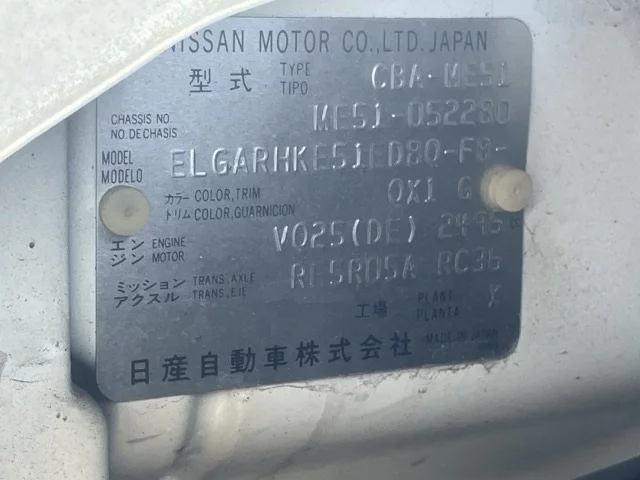 NISSAN MOTOR CO.,LTD. JAPAN
型式 TYPE TIPO CBA-ME51
CHASSIS NO. NO. DE CHASIS ME51-052280
MODEL MODELO ELGARHKE51ED8Q-F8-
カラー COLOR,TRIM トリム COLOR,GUARNICION QX1 G
エンジン ENGINE MOTOR VQ25(DE) 2495
ミッション TRANS. AXLE アクスル TRANS. EJE RE5R05A RC36
工場 PLANT PLANTA X
日産自動車株式会社 MADE IN JAPAN